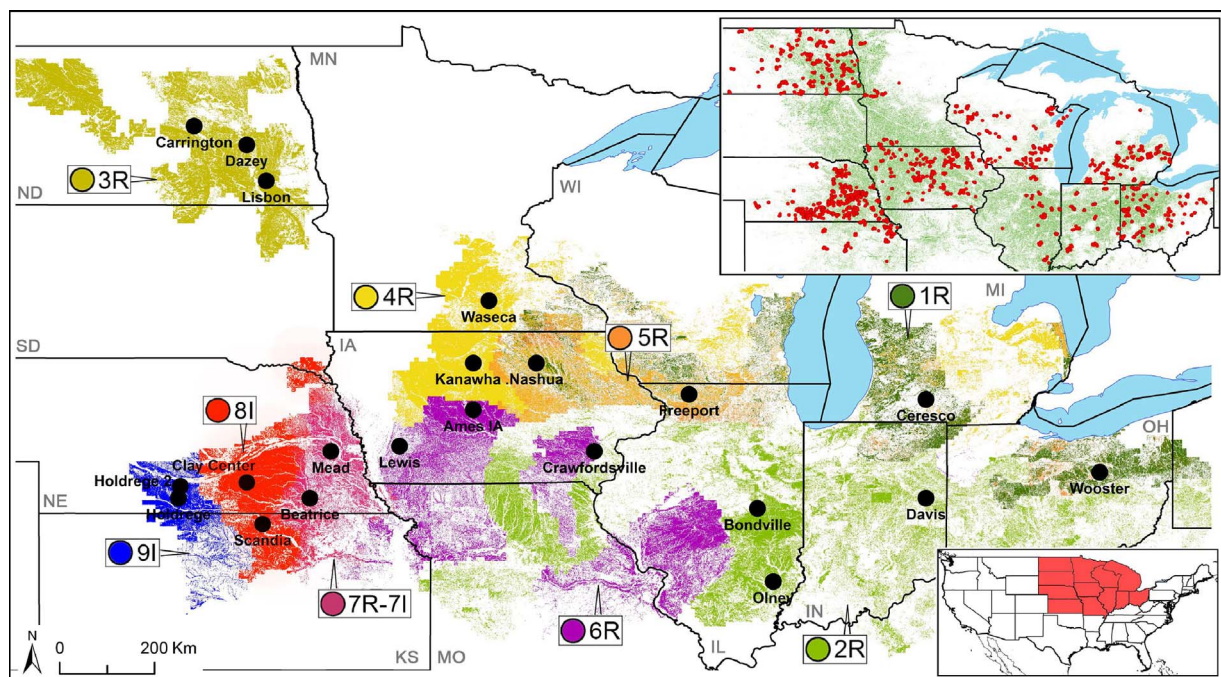 MN
Carrington
Dazey
3R
Lisbon
ND
WI
4R
1R
MI
Waseca
5R
SD
IA
Kanawha .Nashua
8I
Freeport
Ceresco
Ames IA
OH
Clay Center
Mead
Lewis
Crawfordsville
Wooster
Holdrege 2
NE
Holdrege
Beatrice
Bondville
Davis
Scandia
9I
Olney
7R-7I
6R
IN
N
0 200 Km
KS MO
IL
2R